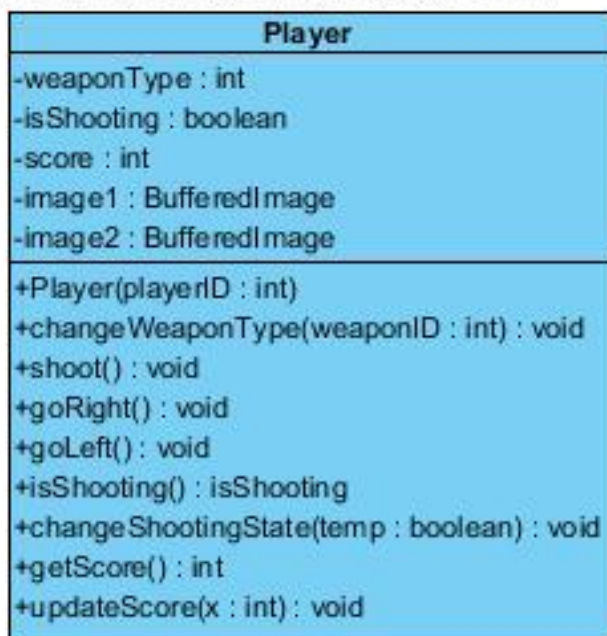 Player
-weaponType : int
-isShooting : boolean
-score : int
-image1 : BufferedImage
-image2 : BufferedImage
+Player(playerID : int)
+changeWeaponType(weaponID : int) : void
+shoot() : void
+goRight() : void
+goLeft() : void
+isShooting() : isShooting
+changeShootingState(temp : boolean) : void
+getScore() : int
+updateScore(x : int) : void